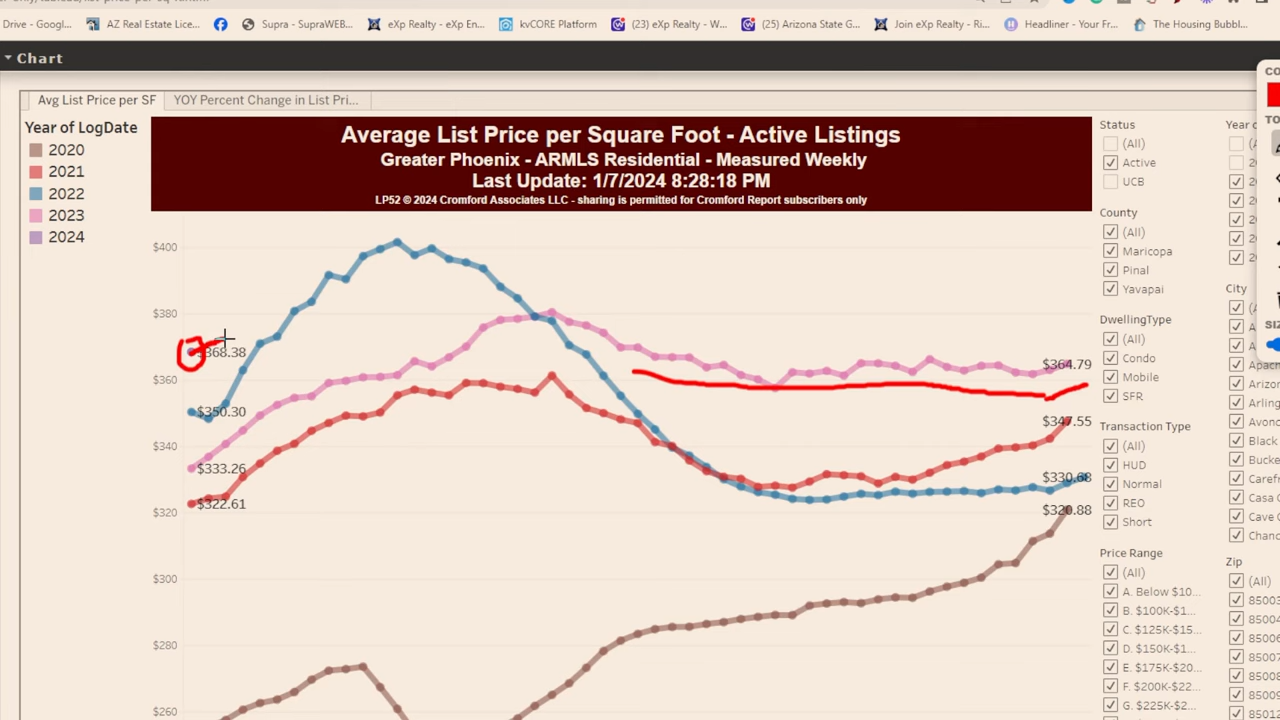 Drive - Googl...
AZ Real Estate Lice...
Supra - SupraWEB...
eXp Realty - eXp En...
kvCORE Platform
(23) eXp Realty - W...
(25) Arizona State G...
Join eXp Realty - Ri...
Headliner - Your Fr...
The Housing Bubbl...
Chart
Avg List Price per SF
YOY Percent Change in List Pri...
Year of LogDate
2020
2021
2022
2023
2024
Average List Price per Square Foot - Active Listings
Greater Phoenix - ARMLS Residential - Measured Weekly
Last Update: 1/7/2024 8:28:18 PM
LP52 © 2024 Cromford Associates LLC - sharing is permitted for Cromford Report subscribers only
$400
$380
$360
$340
$320
$300
$280
$260
$368.38
$350.30
$333.26
$322.61
$364.79
$347.55
$330.68
$320.88
Status
(All)
Active
UCB
County
(All)
Maricopa
Pinal
Yavapai
DwellingType
(All)
Condo
Mobile
SFR
Transaction Type
(All)
HUD
Normal
REO
Short
Price Range
(All)
A. Below $10...
B. $100K-$1...
C. $125K-$15...
D. $150K-$1...
E. $175K-$20...
F. $200K-$22...
G. $225K-$2...
City
Zip
(All)